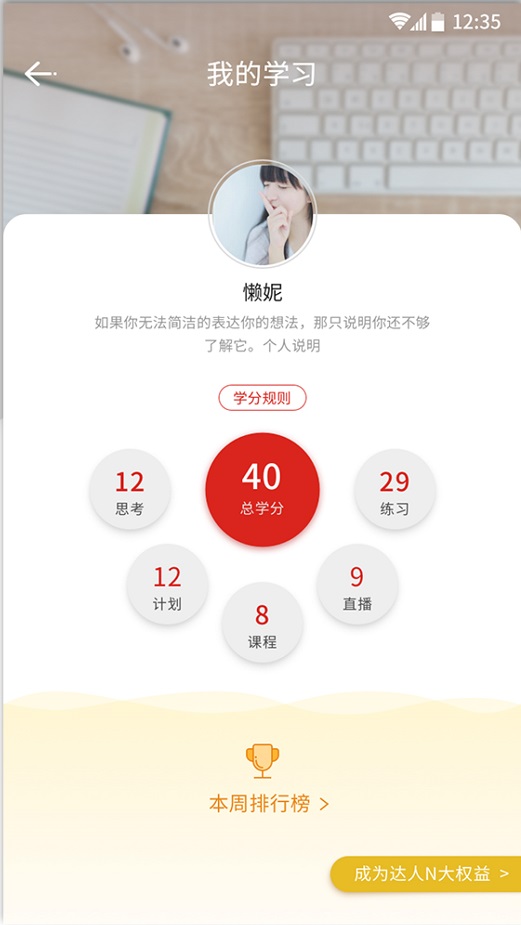 12:35
我的学习
懒妮
如果你无法简洁的表达你的想法，那只说明你还不够
了解它。个人说明
学分规则
12
思考
40
总学分
29
练习
12
计划
8
课程
9
直播
本周排行榜 >
成为达人N大权益 >